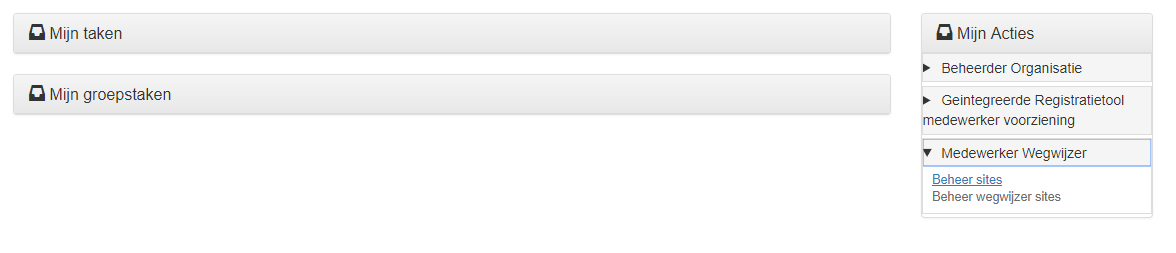 Mijn taken
Mijn groepstaken
Mijn Acties
Beheerder Organisatie
Geintegreerde Registratietool
medewerker voorziening
Medewerker Wegwijzer
Beheer sites
Beheer wegwijzer sites